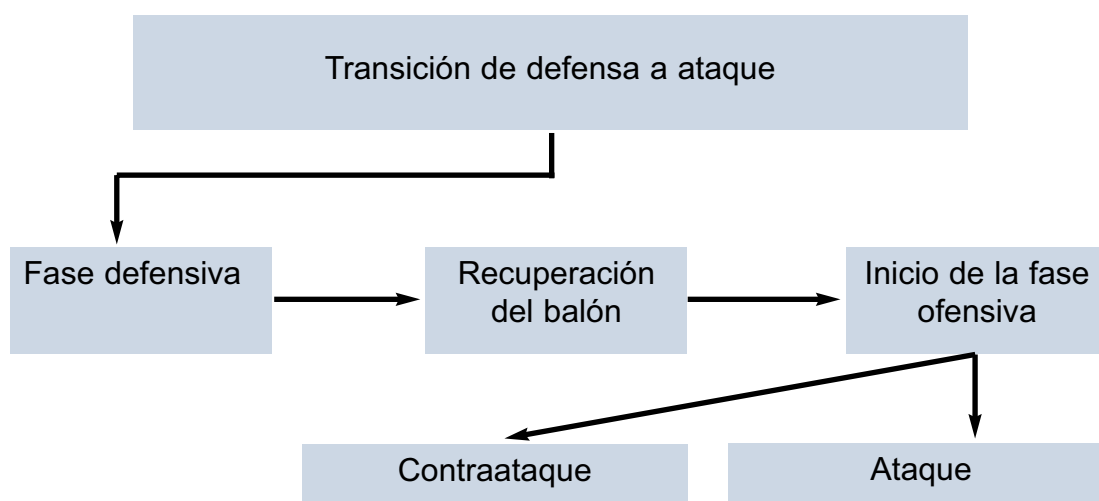 Transición de defensa a ataque
Fase defensiva
Recuperación
del balón
Inicio de la fase
ofensiva
Contraataque
Ataque